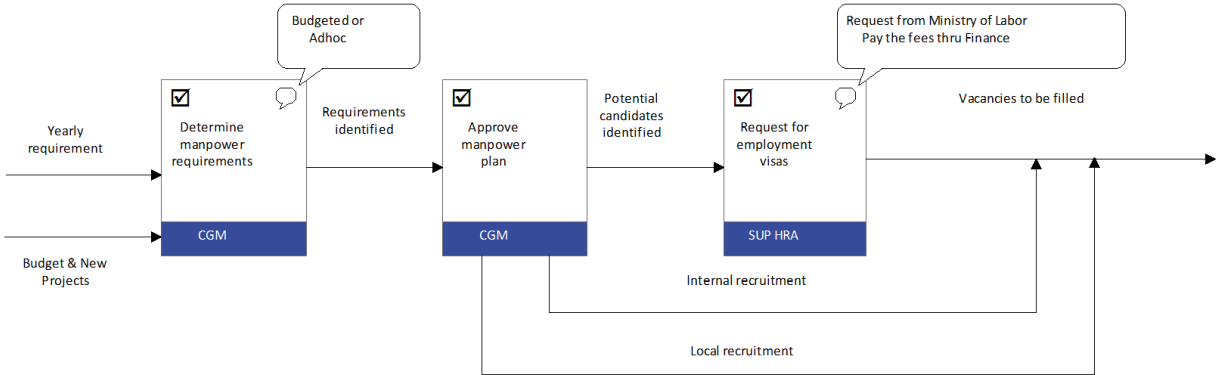 Budgeted or
Adhoc
Request from Ministry of Labor
Pay the fees thru Finance
Yearly
requirement
Budget & New
Projects
Determine
manpower
requirements
CGM
Requirements
identified
Approve
manpower
plan
CGM
Potential
candidates
identified
Request for
employment
visas
SUP HRA
Vacancies to be filled
Internal recruitment
Local recruitment